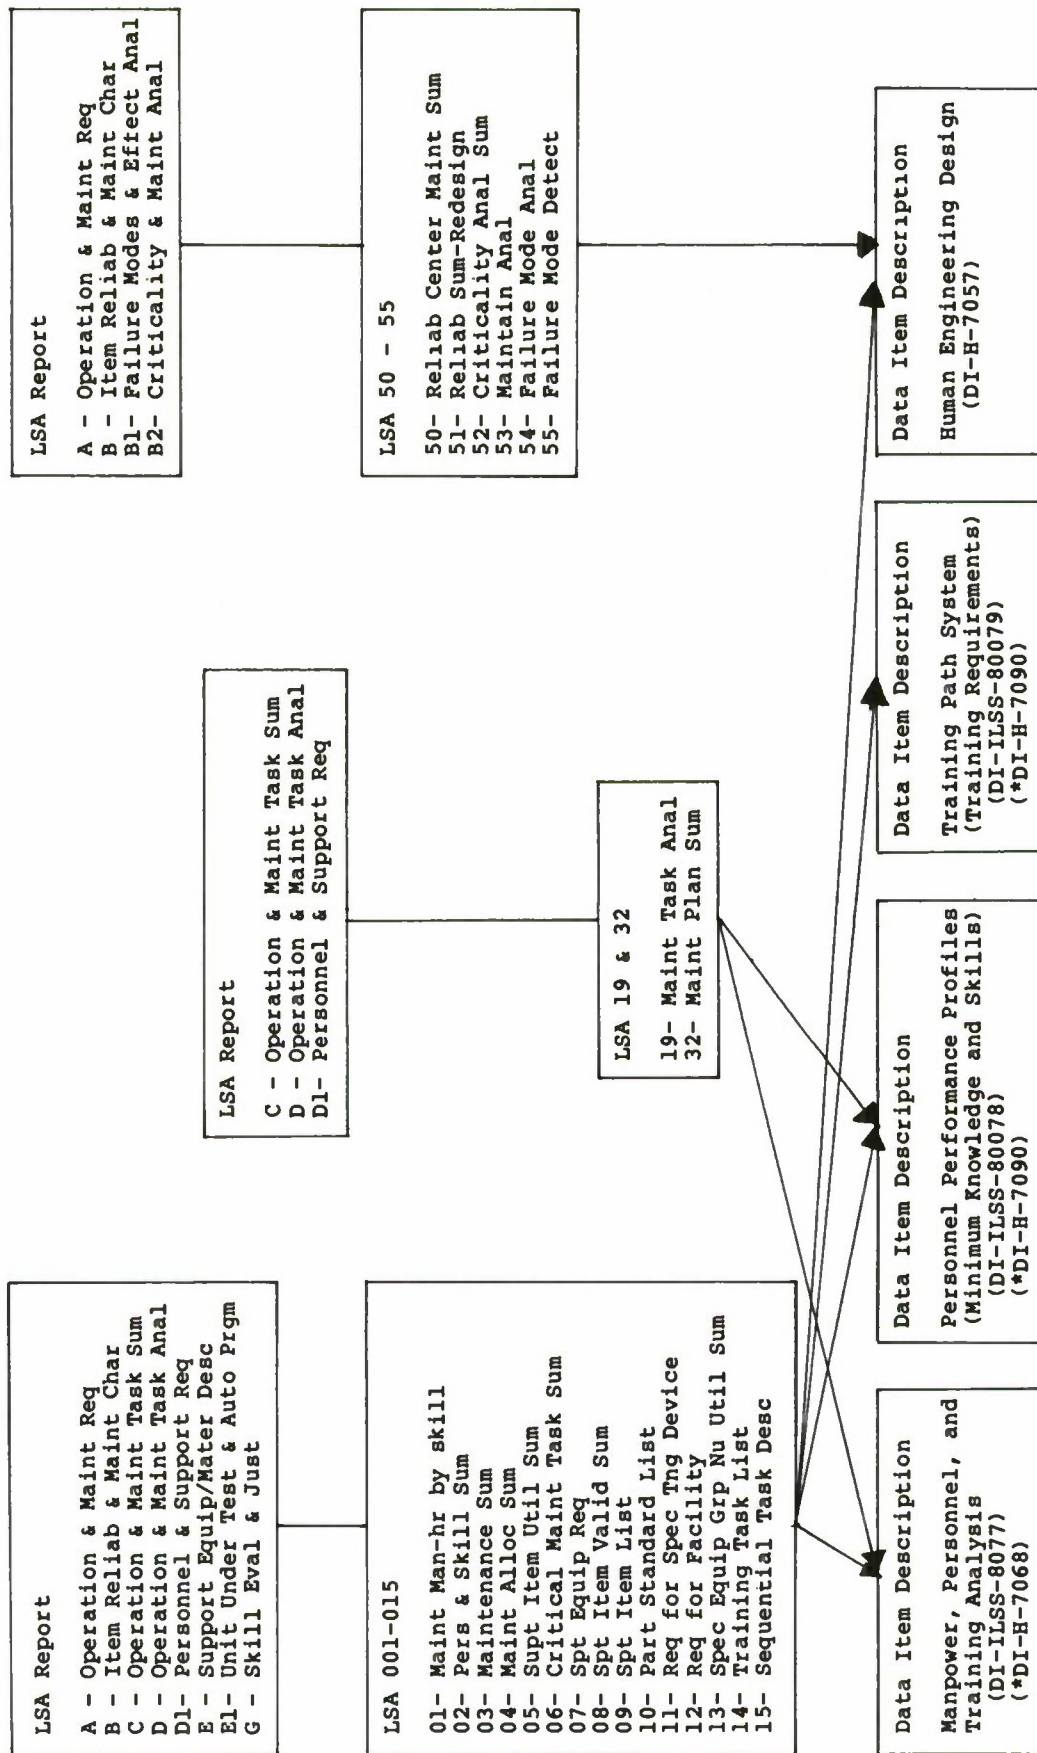 LSA Report
A - Operation & Maint Req
B - Item Reliab & Maint Char
C - Operation & Maint Task Sum
D - Operation & Maint Task Anal
D1- Personnel & Support Req
E - Support Equip/Mater Desc
E1- Unit Under Test & Auto Prgm
G - Skill Eval & Just
LSA 001-015
01- Maint Man-hr by skill
02- Pers & Skill Sum
03- Maintenance Sum
04- Maint Alloc Sum
05- Supt Item Util Sum
06- Critical Maint Task Sum
07- Spt Equip Req
08- Spt Item Valid Sum
09- Spt Item List
10- Part Standard List
11- Req for Spec Tng Device
12- Req for Facility
13- Spec Equip Grp Nu Util Sum
14- Training Task List
15- Sequential Task Desc
LSA Report
C - Operation & Maint Task Sum
D - Operation & Maint Task Anal
D1- Personnel & Support Req
LSA 19 & 32
19- Maint Task Anal
32- Maint Plan Sum
LSA Report
A - Operation & Maint Req
B - Item Reliab & Maint Char
B1- Failure Modes & Effect Anal
B2- Criticality & Maint Anal
LSA 50 - 55
50- Reliab Center Maint Sum
51- Reliab Sum-Redesign
52- Criticality Anal Sum
53- Maintain Anal
54- Failure Mode Anal
55- Failure Mode Detect
Data Item Description
Manpower, Personnel, and
Training Analysis
(DI-ILSS-8077)
(*DI-H-7068)
Data Item Description
Personnel Performance Profiles
(Minimum Knowledge and Skills)
(DI-ILSS-80078)
(*DI-H-7090)
Data Item Description
Training Path System
(Training Requirements)
(DI-ILSS-80079)
(*DI-H-7090)
Data Item Description
Human Engineering Design
(DI-H-7057)